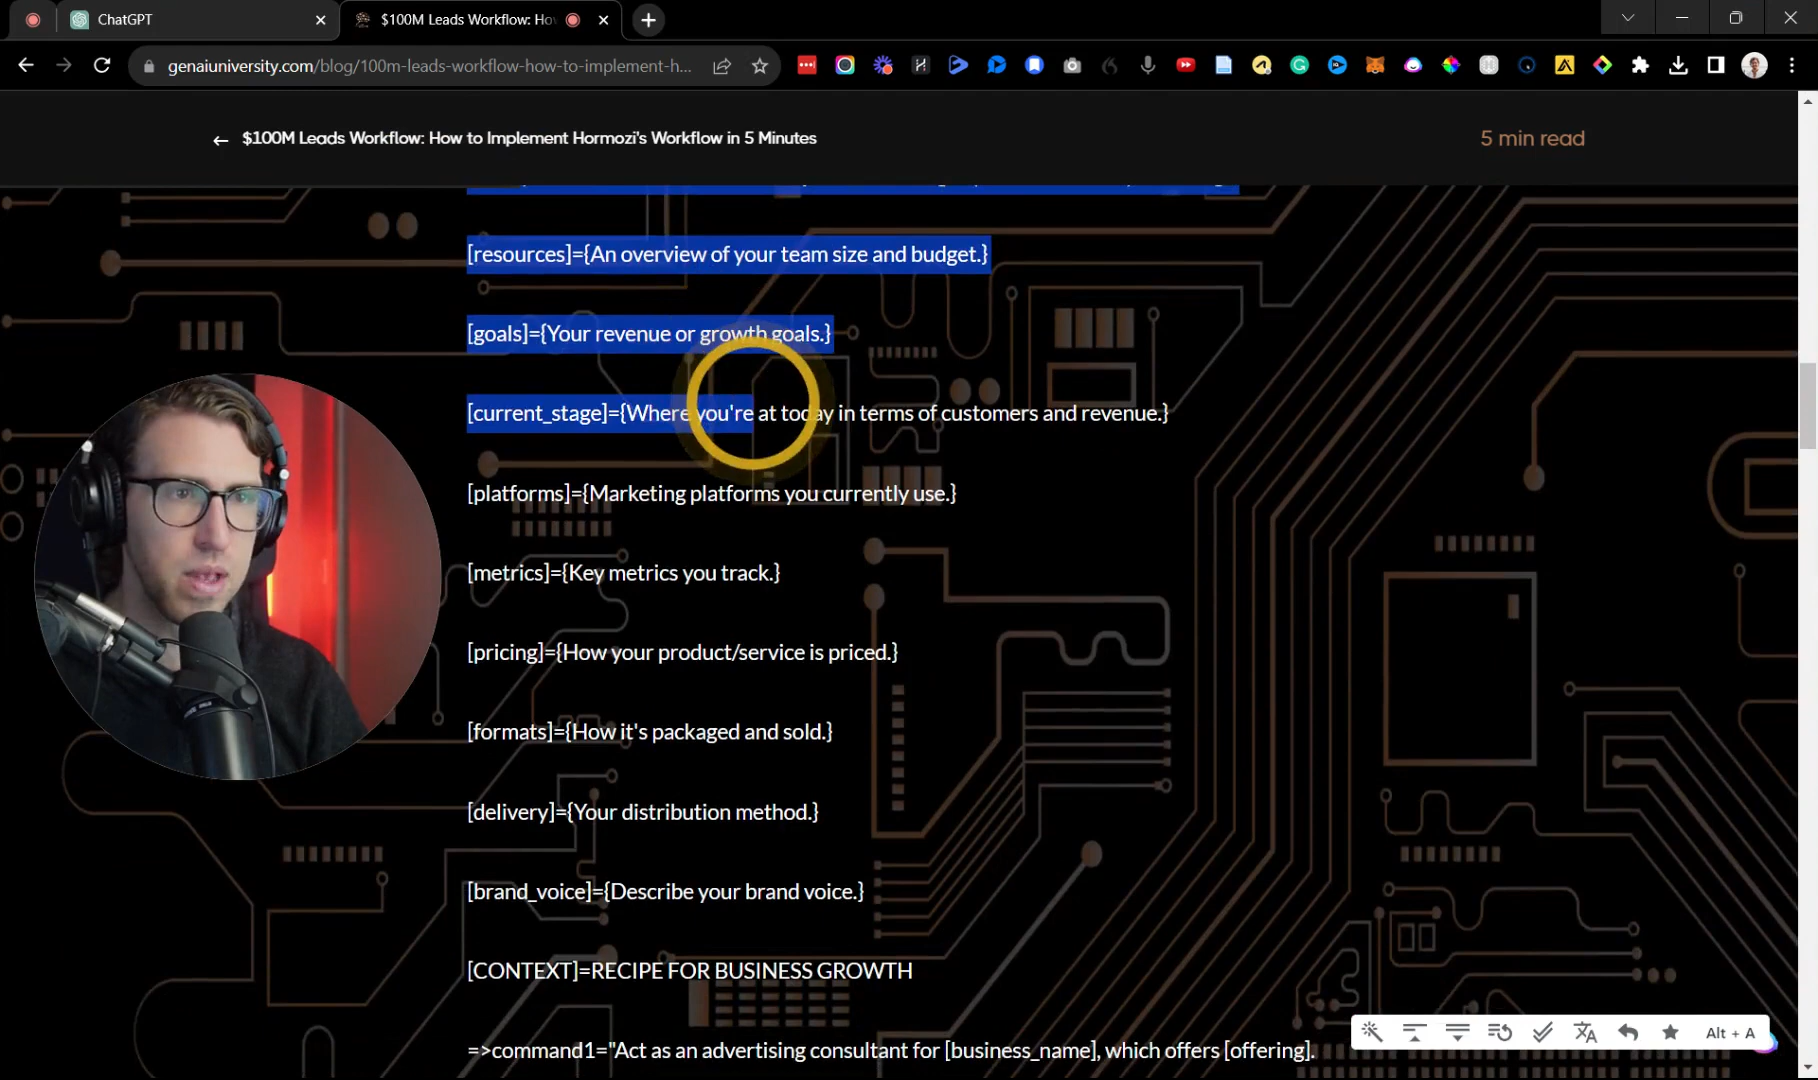 ChatGPT
$100M Leads Workflow: Ho
genaiuniversity.com/blog/100m-leads-workflow-how-to-implement-h...
$100M Leads Workflow: How to Implement Hormozi's Workflow in 5 Minutes
5 min read
[resources]={An overview of your team size and budget.}
[goals]={Your revenue or growth goals.}
[current_stage]={Where you're at today in terms of customers and revenue.}
[platforms]={Marketing platforms you currently use.}
[metrics]={Key metrics you track.}
[pricing]={How your product/service is priced.}
[formats]={How it's packaged and sold.}
[delivery]={Your distribution method.}
[brand_voice]={Describe your brand voice.}
[CONTEXT]=RECIPE FOR BUSINESS GROWTH
=>command1="Act as an advertising consultant for [business_name], which offers [offering].
Alt + A